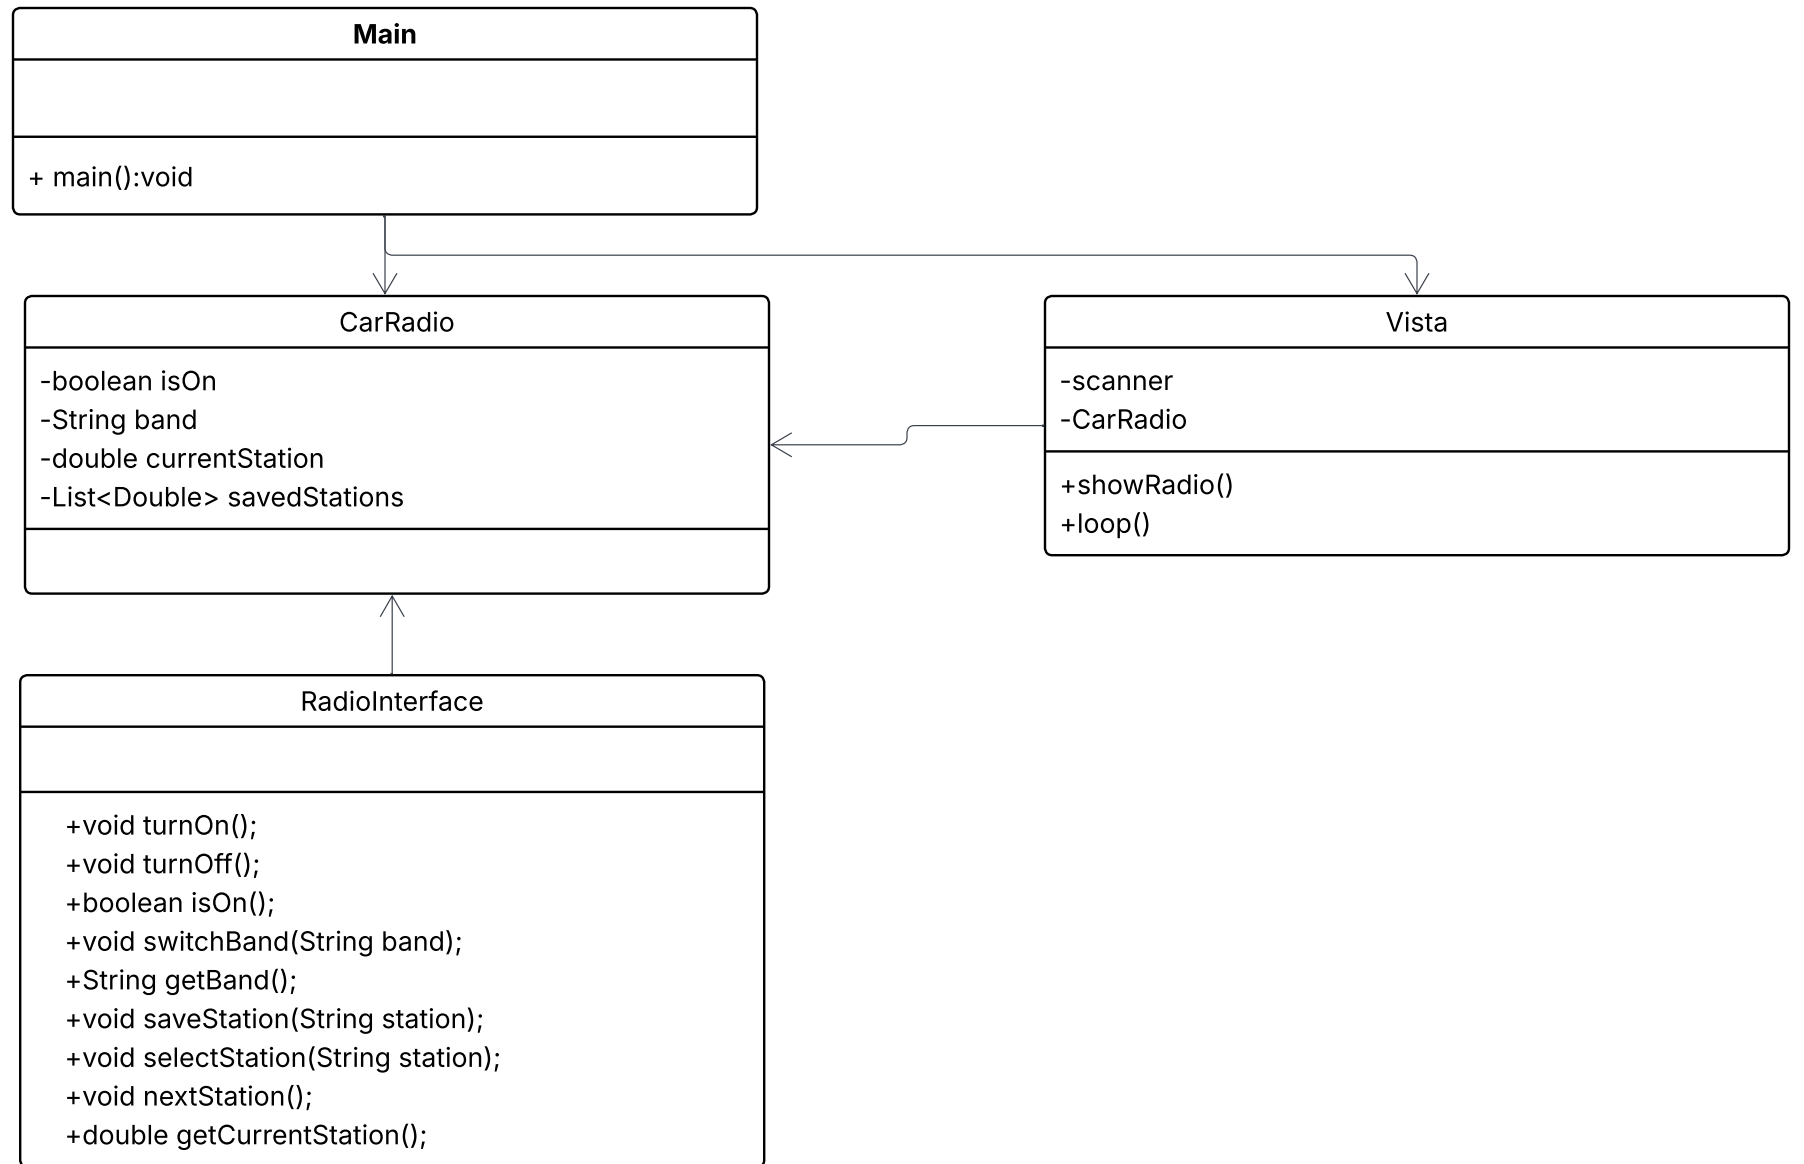 Main
+ main():void
CarRadio
-boolean isOn
-String band
-double currentStation
-List<Double> savedStations
Vista
-scanner
-CarRadio
+showRadio()
+loop()
RadioInterface
+void turnOn();
+void turnOff();
+boolean isOn();
+void switchBand(String band);
+String getBand();
+void saveStation(String station);
+void selectStation(String station);
+void nextStation();
+double getCurrentStation();